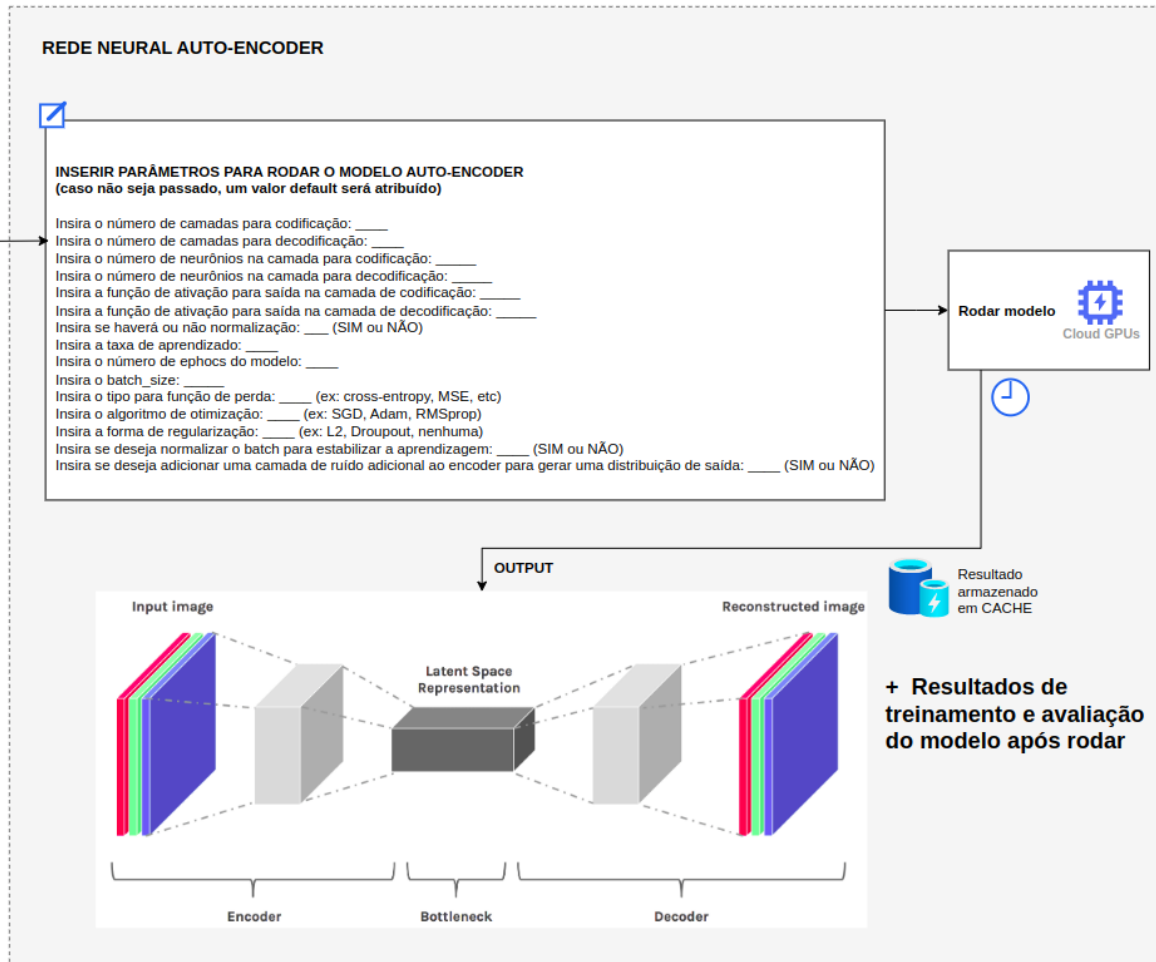 REDE NEURAL AUTO-ENCODER
INSERIR PARÂMETROS PARA RODAR O MODELO AUTO-ENCODER
(caso não seja passado, um valor default será atribuído)
Insira o número de camadas para codificação: ____
Insira o número de camadas para decodificação: ____
Insira o número de neurônios na camada para codificação: _____
Insira o número de neurônios na camada para decodificação: _____
Insira a função de ativação para saída na camada de codificação: _____
Insira a função de ativação para saída na camada de decodificação: _____
Insira se haverá ou não normalização: ___ (SIM ou NÃO)
Insira a taxa de aprendizado: ____
Insira o número de ephocs do modelo: ____
Insira o batch_size: _____
Insira o tipo para função de perda: ____ (ex: cross-entropy, MSE, etc)
Insira o algoritmo de otimização: ____ (ex: SGD, Adam, RMSprop)
Insira a forma de regularização: ____ (ex: L2, Droupout, nenhuma)
Insira se deseja normalizar o batch para estabilizar a aprendizagem: ____ (SIM ou NÃO)
Insira se deseja adicionar uma camada de ruído adicional ao encoder para gerar uma distribuição de saída: ____ (SIM ou NÃO)
Rodar modelo
Cloud GPUs
OUTPUT
Resultado
armazenado
em CACHE
Input image
Reconstructed image
Latent Space
Representation
+ Resultados de
treinamento e avaliação
do modelo após rodar
Encoder
Bottleneck
Decoder